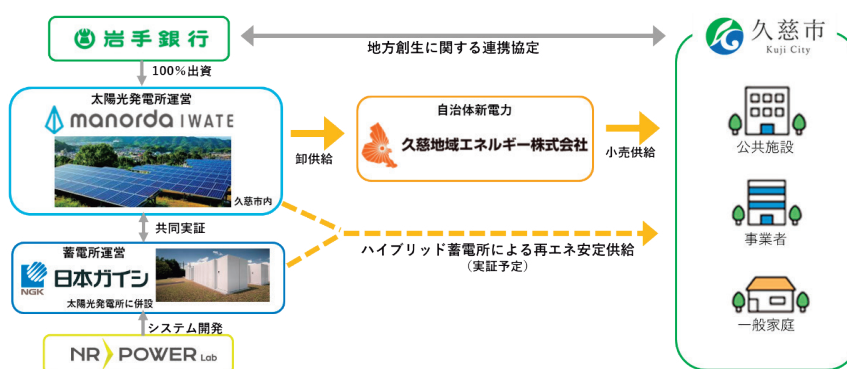 岩手銀行
地方創生に関する連携協定
久慈市
Kuji City
100%出資
太陽光発電所運営
manorda IWATE
久慈市内
卸供給
自治体新電力
久慈地域エネルギー株式会社
小売供給
公共施設
共同実証
ハイブリッド蓄電所による再エネ安定供給
(実証予定)
事業者
蓄電所運営
NGK
日本ガイシ
太陽光発電所に併設
システム開発
NR POWER Lab
一般家庭